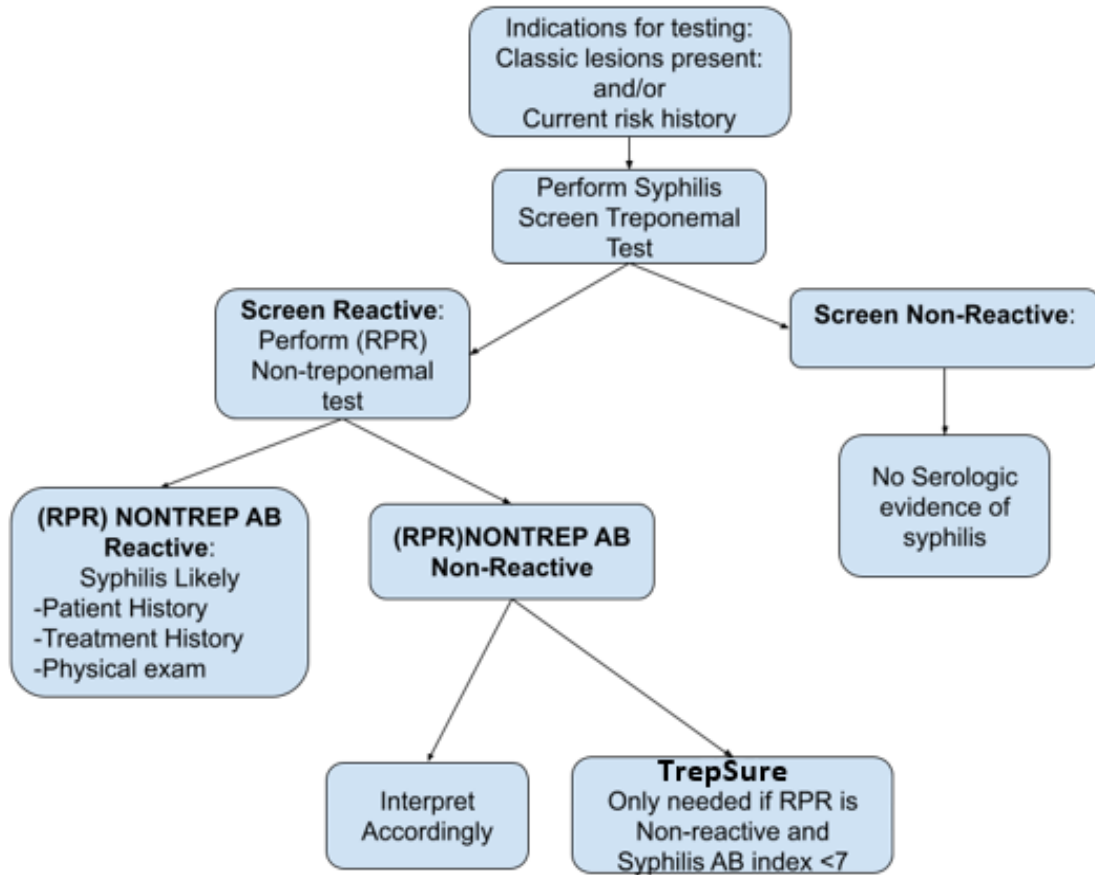 Indications for testing:
Classic lesions present:
and/or
Current risk history
Perform Syphilis
Screen Treponemal
Test
Screen Reactive:
Perform (RPR)
Non-treponemal
test
Screen Non-Reactive:
(RPR) NONTREP AB
Reactive:
Syphilis Likely
-Patient History
-Treatment History
-Physical exam
(RPR)NONTREP AB
Non-Reactive
No Serologic
evidence of
syphilis
Interpret
Accordingly
TrepSure
Only needed if RPR is
Non-reactive and
Syphilis AB index <7